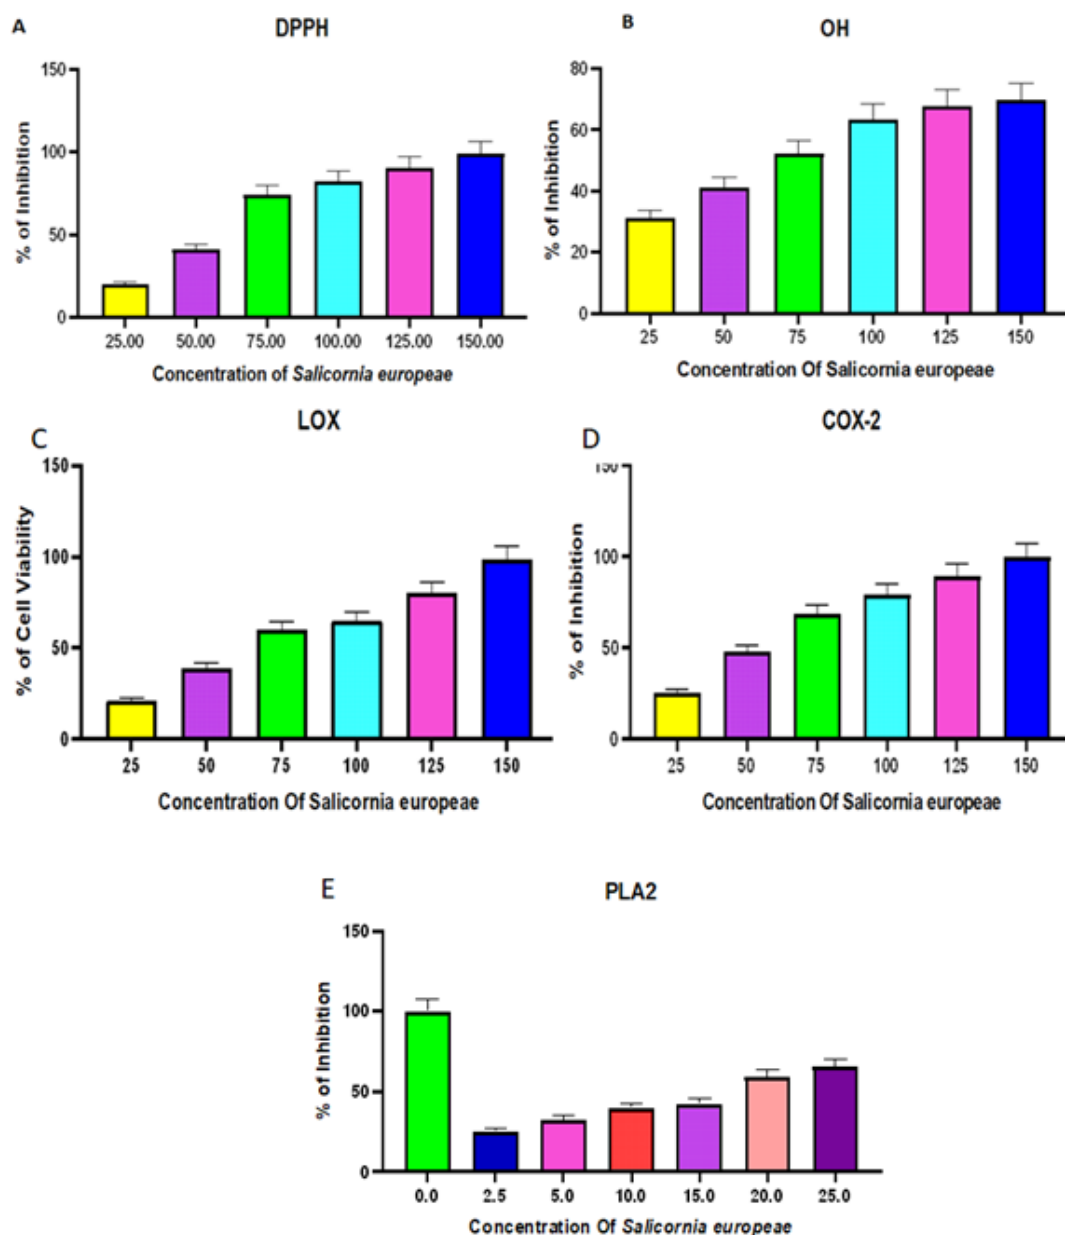 A
DPPH
% of Inhibition
150
100
50
0
25.00 50.00 75.00 100.00 125.00 150.00
Concentration of Salicornia europeae
B
OH
% of Inhibition
80
60
40
20
0
25 50 75 100 125 150
Concentration Of Salicornia europeae
C
LOX
% of Cell Viability
150
100
50
0
25 50 75 100 125 150
Concentration Of Salicornia europeae
D
COX-2
% of Inhibition
150
100
50
0
25 50 75 100 125 150
Concentration Of Salicornia europeae
E
PLA2
% of Inhibition
150
100
50
0
0.0 2.5 5.0 10.0 15.0 20.0 25.0
Concentration Of Salicornia europeae